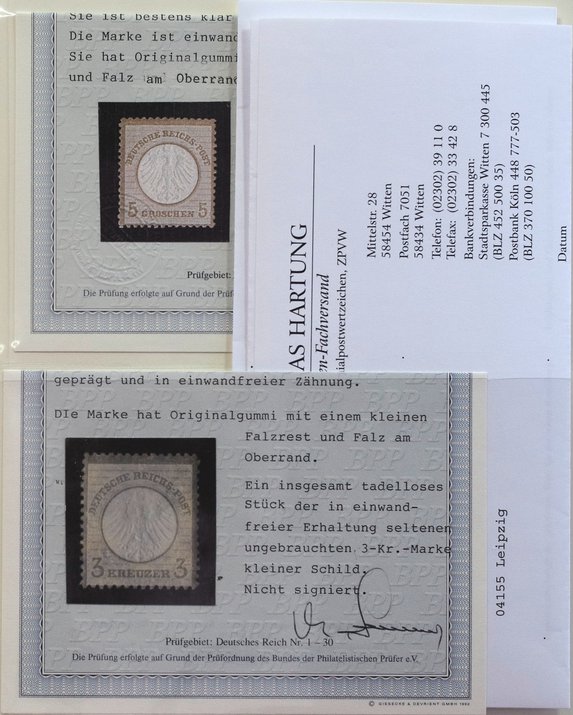 Sie ist bestens klar
Die Marke ist einwand
Sie hat Originalgummi
und Falz am Oberrand
DEUTSCHE REICHS-POST
5 GROSCHEN 5
Prüfgebiet:
Die Prüfung erfolgte auf Grund der Prüf
AS HARTUNG
en-Fachversand
nialpostwertzeichen, ZPVW
Mittelstr. 28
58454 Witten
Postfach 7051
58434 Witten
Telefon: (02302) 39 11 0
Telefax: (02302) 33 42 8
Bankverbindungen:
Stadtsparkasse Witten 7 300 445
(BLZ 452 500 35)
Postbank Köln 448 777-503
(BLZ 370 100 50)
Datum
04155 Leipzig
geprägt und in einwandfreier Zähnung.
DIe Marke hat Originalgummi mit einem kleinen
Falzrest und Falz am
Oberrand.
Ein insgesamt tadelloses
Stück der in einwand-
freier Erhaltung seltenen
ungebrauchten 3-Kr.-Marke
kleiner Schild.
Nicht signiert.
DEUTSCHE REICHS-POST
3 KREUZER 3
Prüfgebiet: Deutsches Reich Nr. 1 – 30
Die Prüfung erfolgte auf Grund der Prüfordnung des Bundes der Philatelistischen Prüfer e.V.
© GIESECKE & DEVRIENT GMBH 1992